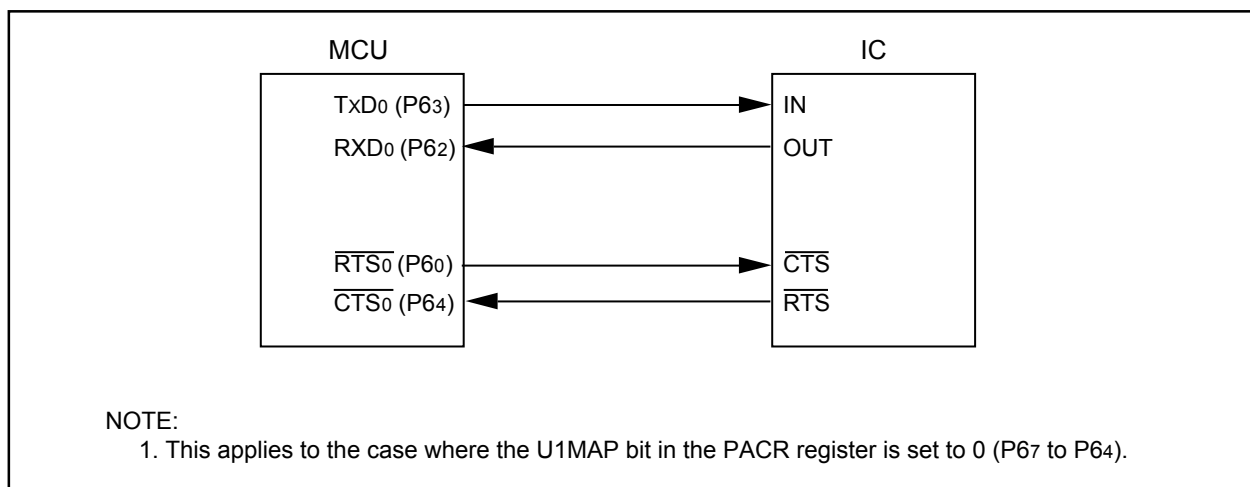 MCU IC
TxD0 (P63) IN
RXD0 (P62) OUT
RTS0 (P60) CTS
CTS0 (P64) RTS
NOTE:
1. This applies to the case where the U1MAP bit in the PACR register is set to 0 (P67 to P64).